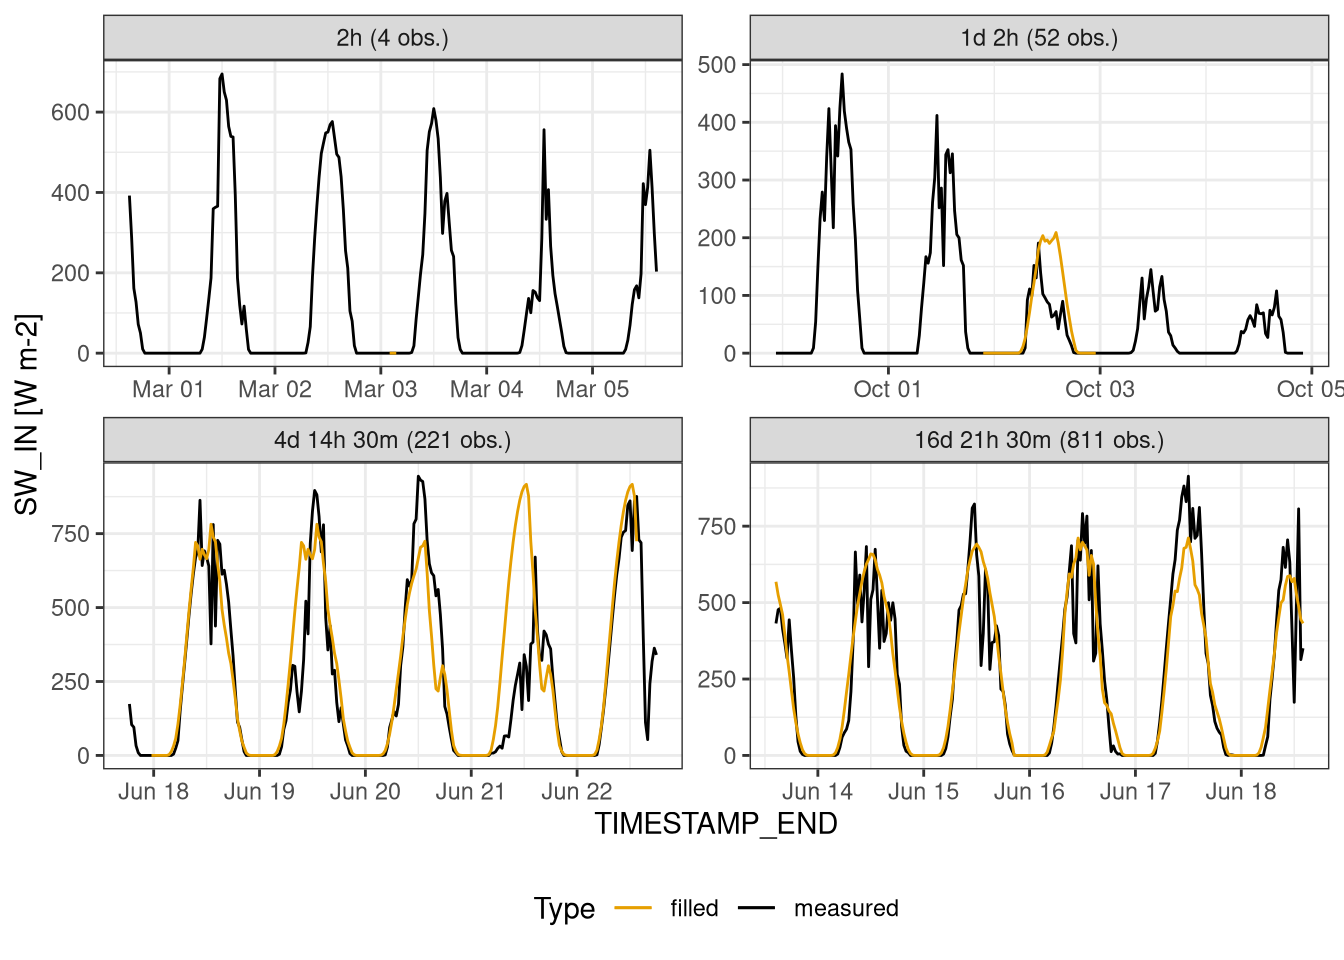 2h (4 obs.)
1d 2h (52 obs.)
600
400
200
0
Mar 01 Mar 02 Mar 03 Mar 04 Mar 05
500
400
300
200
100
0
Oct 01 Oct 03 Oct 05
SW_IN [W m-2]
4d 14h 30m (221 obs.)
16d 21h 30m (811 obs.)
750
500
250
0
Jun 18 Jun 19 Jun 20 Jun 21 Jun 22
750
500
250
0
Jun 14 Jun 15 Jun 16 Jun 17 Jun 18
TIMESTAMP_END
Type filled measured